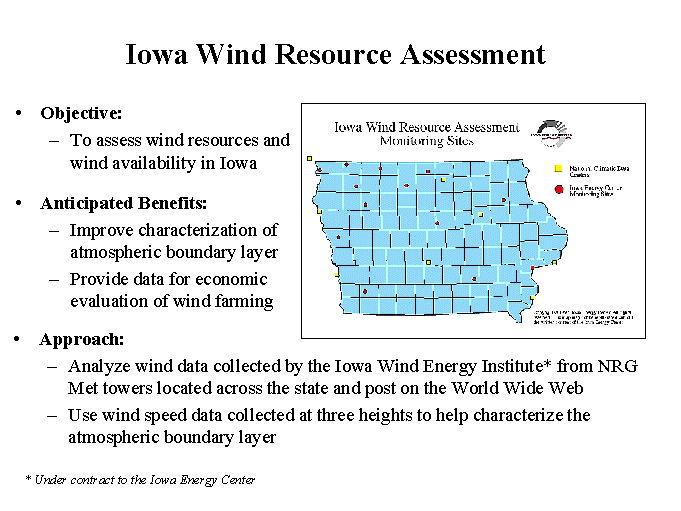 Iowa Wind Resource Assessment
• Objective:
– To assess wind resources and
wind availability in Iowa
• Anticipated Benefits:
– Improve characterization of
atmospheric boundary layer
– Provide data for economic
evaluation of wind farming
Iowa Wind Resource Assessment
Monitoring Sites
National Climatic Data
Iowa Energy Center
Monitoring Sites
• Approach:
– Analyze wind data collected by the Iowa Wind Energy Institute* from NRG
Met towers located across the state and post on the World Wide Web
– Use wind speed data collected at three heights to help characterize the
atmospheric boundary layer
* Under contract to the Iowa Energy Center